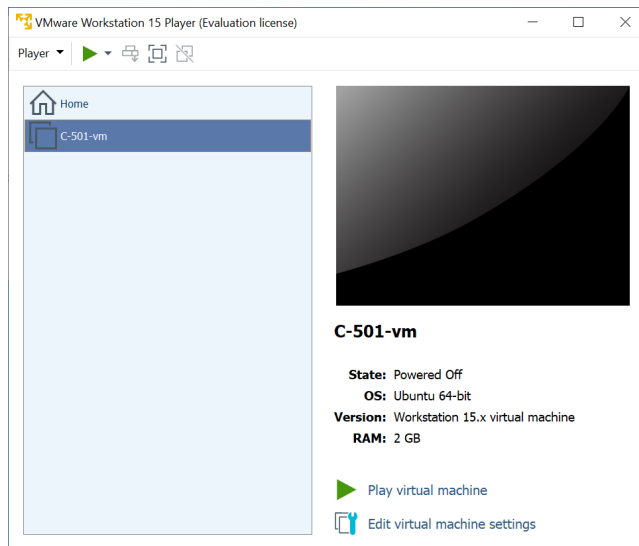 VMware Workstation 15 Player (Evaluation license)
Player
Home
C-501-vm
C-501-vm
State: Powered Off
OS: Ubuntu 64-bit
Version: Workstation 15.x virtual machine
RAM: 2 GB
Play virtual machine
Edit virtual machine settings